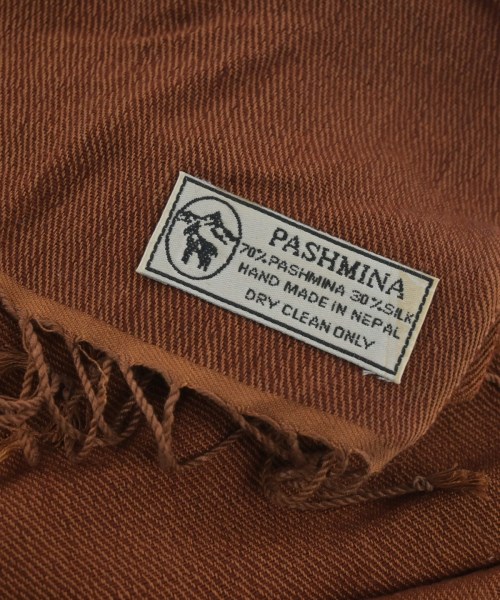 PASHMINA
70% PASHMINA 30% SILK
HAND MADE IN NEPAL
DRY CLEAN ONLY